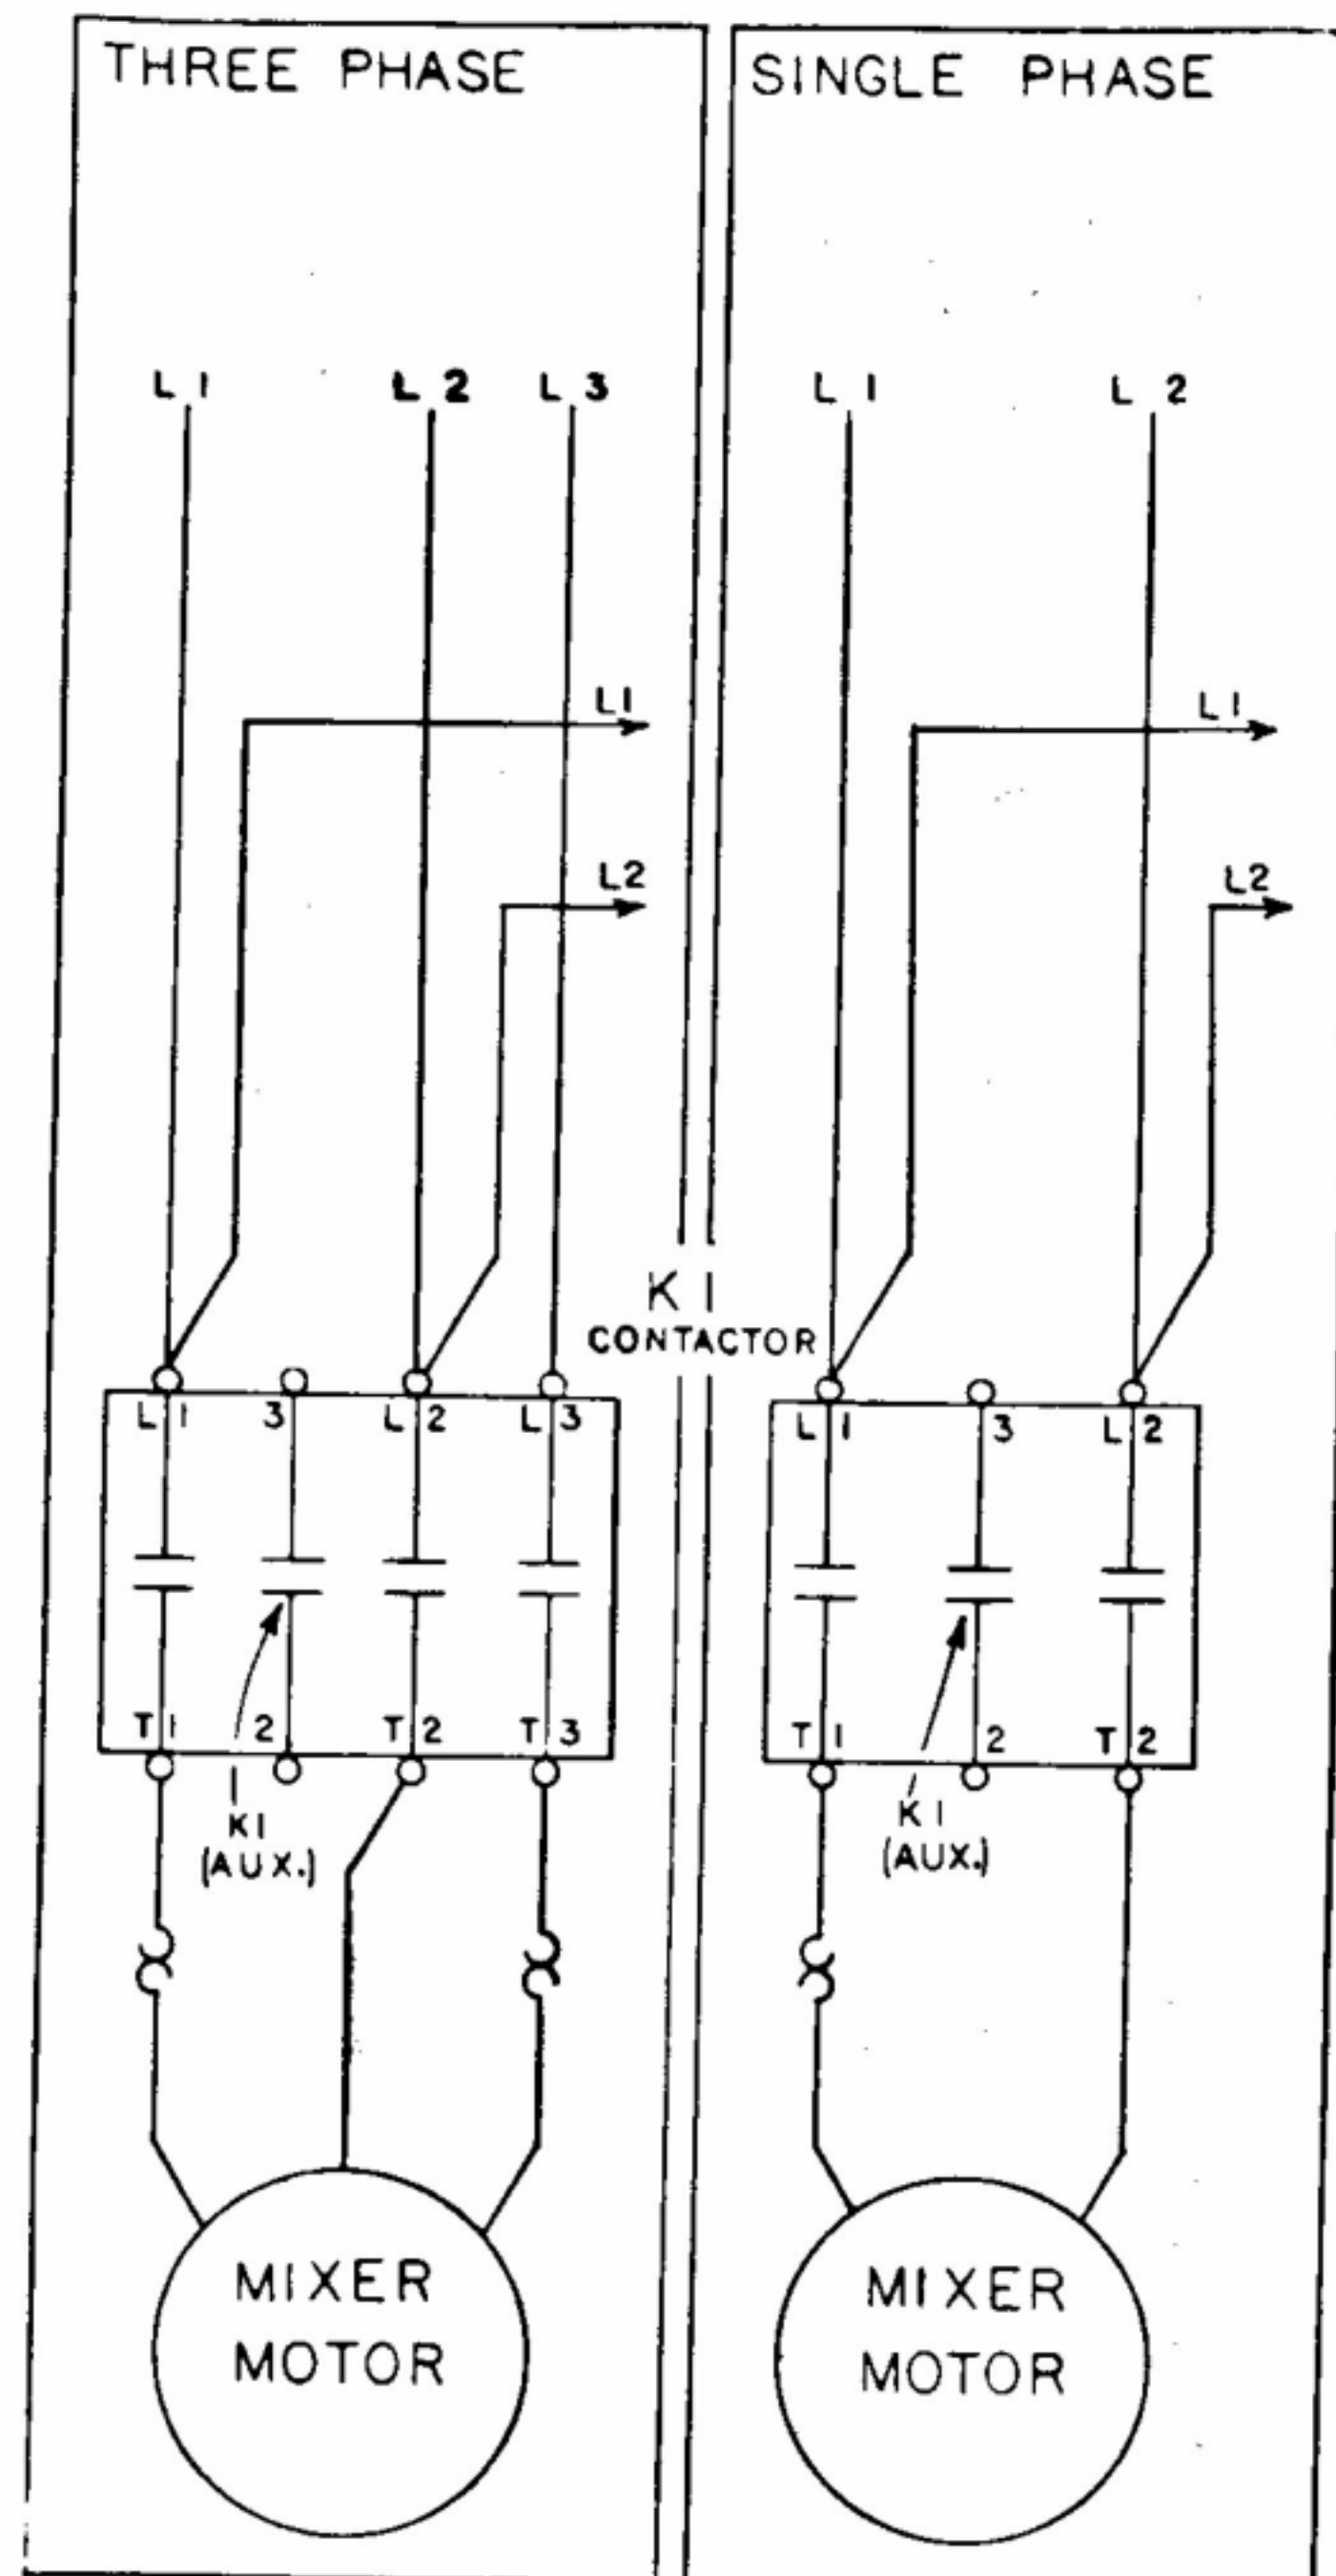 THREE PHASE
L1 L2 L3
L1
L2
L1 3 L2 L3
T1 2 T2 T3
K1
(AUX.)
MIXER
MOTOR
K1
CONTACTOR
SINGLE PHASE
L1 L2
L1
L2
L1 3 L2
T1 2 T2
K1
(AUX.)
MIXER
MOTOR